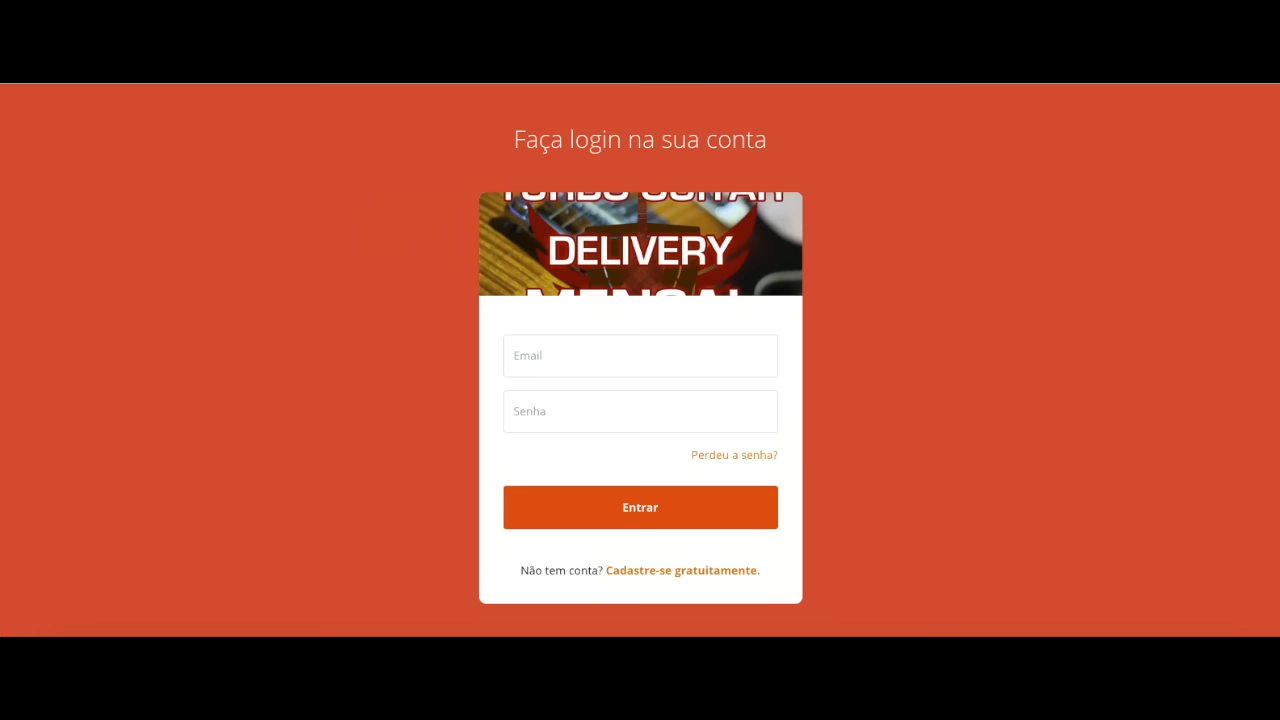 Faça login na sua conta
DELIVERY
Email
Senha
Perdeu a senha?
Entrar
Não tem conta? Cadastre-se gratuitamente.